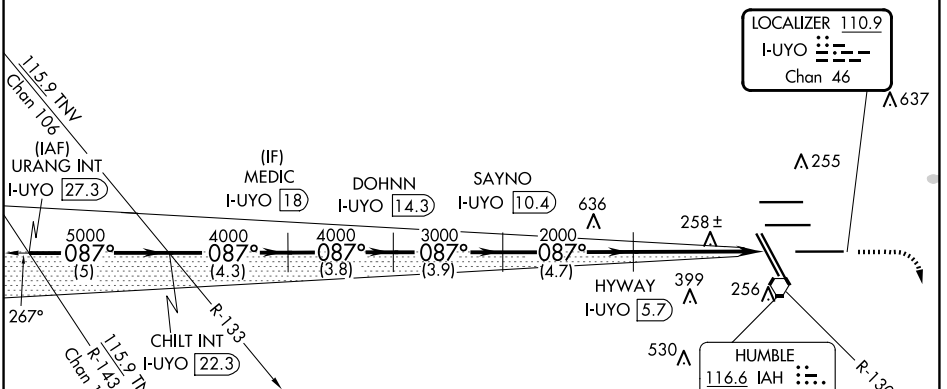 LOCALIZER 110.9
I-UYO
Chan 46
637
255
115.9 TNV
Chan 106
(IAF)
URANG INT
I-UYO 27.3
(IF)
MEDIC
I-UYO 18
DOHNN
I-UYO 14.3
SAYNO
I-UYO 10.4
636
258 ±
5000
087°
(5)
4000
087°
(4.3)
4000
087°
(3.8)
3000
087°
(3.9)
2000
087°
(4.7)
267°
CHILT INT
I-UYO 22.3
R-133
R-143
115.9
HYWAY
I-UYO 5.7
399
256
530
HUMBLE
116.6 IAH